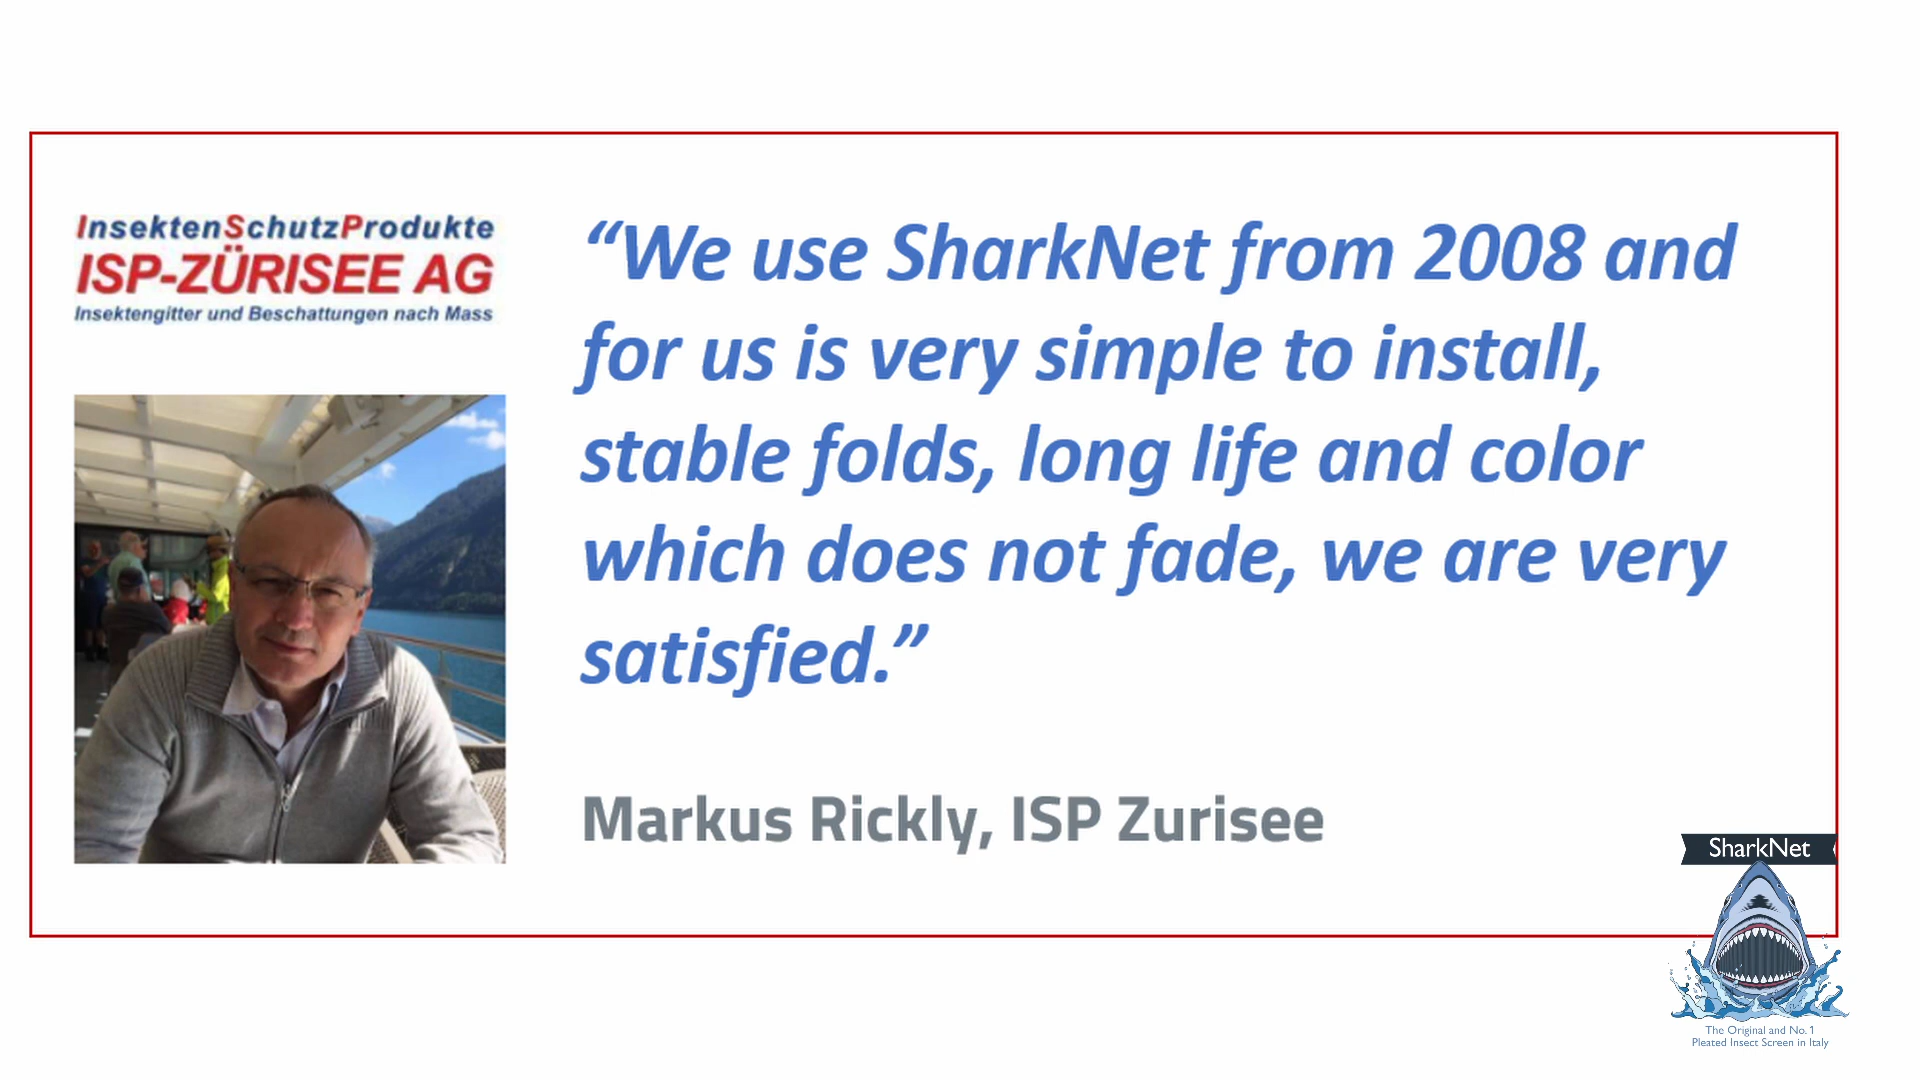 InsektenSchutzProdukte
ISP-ZÜRISEE AG
Insektengitter und Beschattungen nach Mass
“We use SharkNet from 2008 and
for us is very simple to install,
stable folds, long life and color
which does not fade, we are very
satisfied.”
Markus Rickly, ISP Zurisee
SharkNet
The Original and No. 1
Pleated Insect Screen in Italy